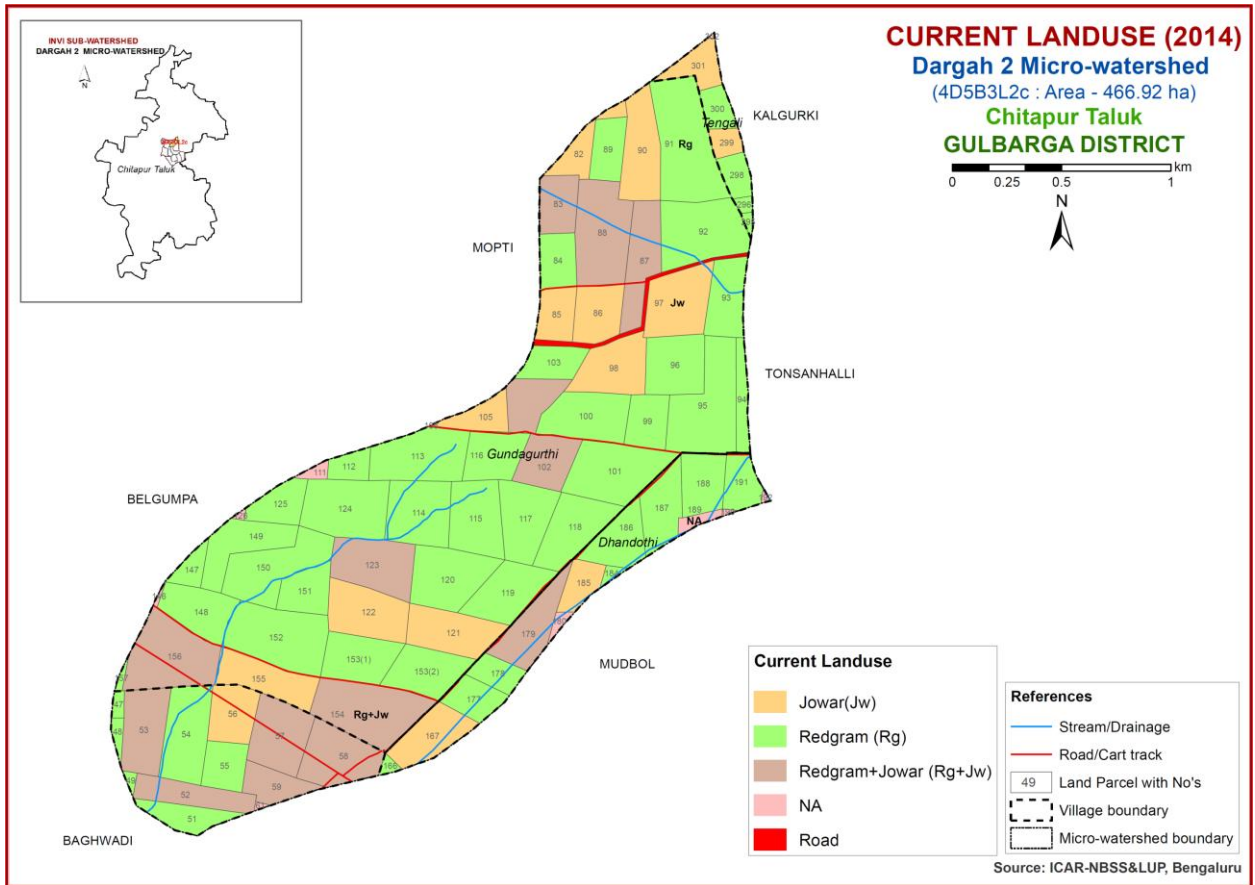 INVI SUB-WATERSHED
DARGAH 2 MICRO-WATERSHED
N
Chitapur Taluk
CURRENT LANDUSE (2014)
Dargah 2 Micro-watershed
(4D5B3L2c : Area - 466.92 ha)
Chitapur Taluk
GULBARGA DISTRICT
0 0.25 0.5 1 km
N
KALGURKI
MOPTI
TONSANHALLI
BELGUMPA
MUDBOL
BAGHWADI
301
300
Tengali
299
298
82
89
90
91
Rg
83
88
87
92
84
85
86
97
Jw
93
103
98
96
94
105
100
99
95
113
116
Gundagurthi
102
101
111
112
125
124
114
115
117
118
186
187
188
189
191
NA
Dhandothi
149
147
150
151
123
120
119
185
148
152
122
121
179
153(1)
153(2)
178
177
156
155
154
Rg+Jw
167
53
54
56
57
58
55
59
166
52
51
Current Landuse
Jowar(Jw)
Redgram (Rg)
Redgram+Jowar (Rg+Jw)
NA
Road
References
Stream/Drainage
Road/Cart track
49 Land Parcel with No's
Village boundary
Micro-watershed boundary
Source: ICAR-NBSS&LUP, Bengaluru